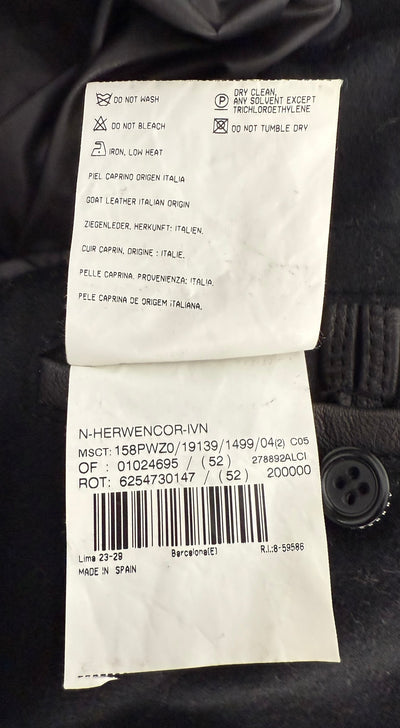 DO NOT WASH
DRY CLEAN,
ANY SOLVENT EXCEPT
TRICHLOROETHYLENE
DO NOT BLEACH
DO NOT TUMBLE DRY
IRON, LOW HEAT
PIEL CAPRINO ORIGEN ITALIA
GOAT LEATHER ITALIAN ORIGIN
ZIEGENLEDER, HERKUNFT: ITALIEN.
CUIR CAPRIN, ORIGINE : ITALIE.
PELLE CAPRINA. PROVENIENZA: ITALIA.
PELE CAPRINA DE ORIGEM ITALIANA.
N-HERWENCOR-IVN
MSCT: 158PWZ0/19139/1499/04(2) C05
OF : 01024695 / (52) 278892ALCI
ROT: 6254730147 / (52) 200000
Lima 23-29 Barcelona(E) R.I.:8-59586
MADE IN SPAIN